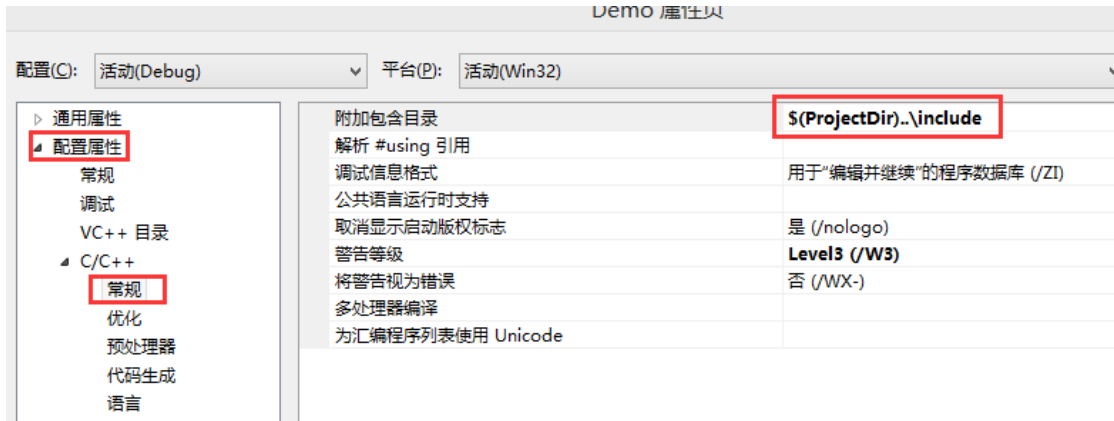 Demo 属性页
配置(C): 活动(Debug) 平台(P): 活动(Win32)
通用属性
配置属性
常规
调试
VC++ 目录
C/C++
常规
优化
预处理器
代码生成
语言
附加包含目录 $(ProjectDir)..\include
解析 #using 引用
调试信息格式 用于“编辑并继续”的程序数据库 (/ZI)
公共语言运行时支持
取消显示启动版权标志 是 (/nologo)
警告等级 Level3 (/W3)
将警告视为错误 否 (/WX-)
多处理器编译
为汇编程序列表使用 Unicode